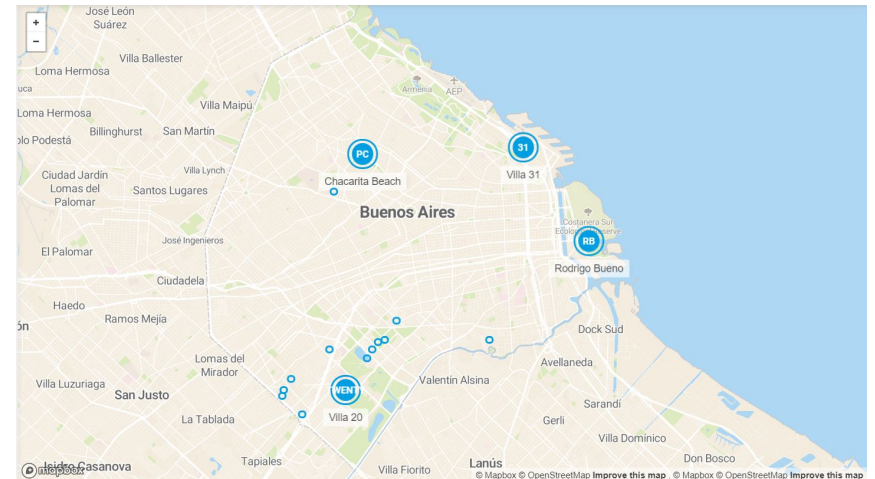 José León
Suárez
+
−
Villa Ballester
Loma Hermosa
uca
Armenia
AEP
Villa Maipú
Loma Hermosa
Billinghurst
San Martín
olo Podestá
PC
31
Chacarita Beach
Villa 31
Villa Lynch
Ciudad Jardín
Lomas del
Palomar
Santos Lugares
Buenos Aires
Costanera Sur
RB
José Ingenieros
El Palomar
Rodrigo Bueno
Ciudadela
Haedo
Ramos Mejía
ón
Dock Sud
Lomas del
Mirador
Avellaneda
Villa Luzuriaga
San Justo
WENT
Valentín Alsina
Villa 20
La Tablada
Sarandí
Gerli
Villa Domínico
Tapiales
Villa Fiorito
Lanús
Don Bosco
mapbox
Isidro Casanova
© Mapbox © OpenStreetMap Improve this map . © Mapbox © OpenStreetMap Improve this map